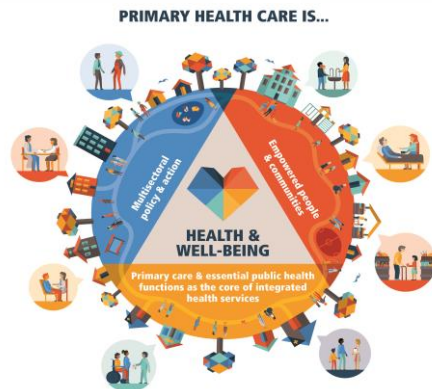 PRIMARY HEALTH CARE IS...
Multisectoral
policy & action
Empowered people
& communities
HEALTH &
WELL-BEING
Primary care & essential public health
functions as the core of integrated
health services